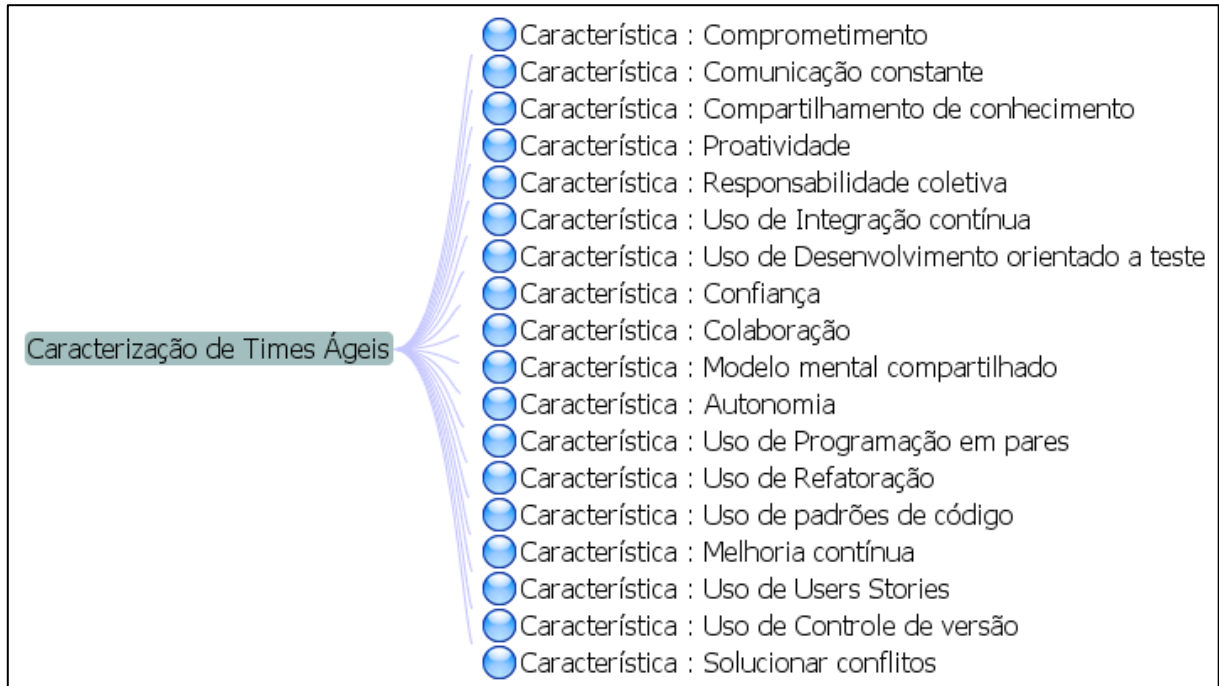 Característica : Comprometimento
Característica : Comunicação constante
Característica : Compartilhamento de conhecimento
Característica : Proatividade
Característica : Responsabilidade coletiva
Característica : Uso de Integração contínua
Característica : Uso de Desenvolvimento orientado a teste
Característica : Confiança
Característica : Colaboração
Caracterização de Times Ágeis
Característica : Modelo mental compartilhado
Característica : Autonomia
Característica : Uso de Programação em pares
Característica : Uso de Refatoração
Característica : Uso de padrões de código
Característica : Melhoria contínua
Característica : Uso de Users Stories
Característica : Uso de Controle de versão
Característica : Solucionar conflitos